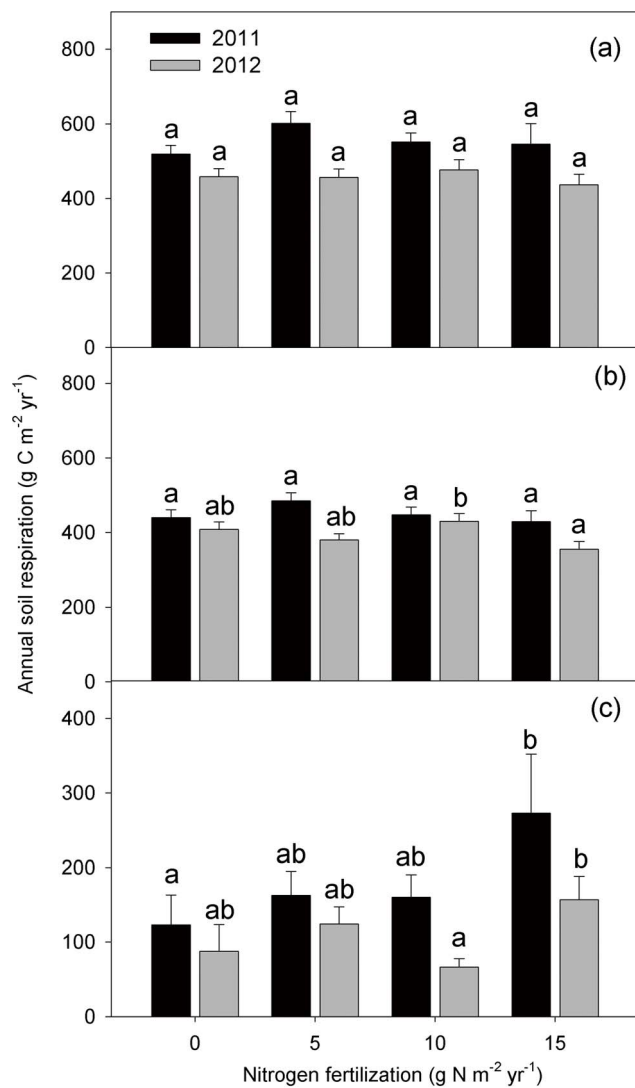 2011
2012
(a)
800
600
400
200
0
a
a
a
a
a
a
a
a
(b)
800
600
400
200
0
a
ab
a
ab
a
b
a
a
(c)
400
300
200
100
0
a
ab
ab
ab
ab
a
b
b
Annual soil respiration (g C m⁻² yr⁻¹)
0 5 10 15
Nitrogen fertilization (g N m⁻² yr⁻¹)